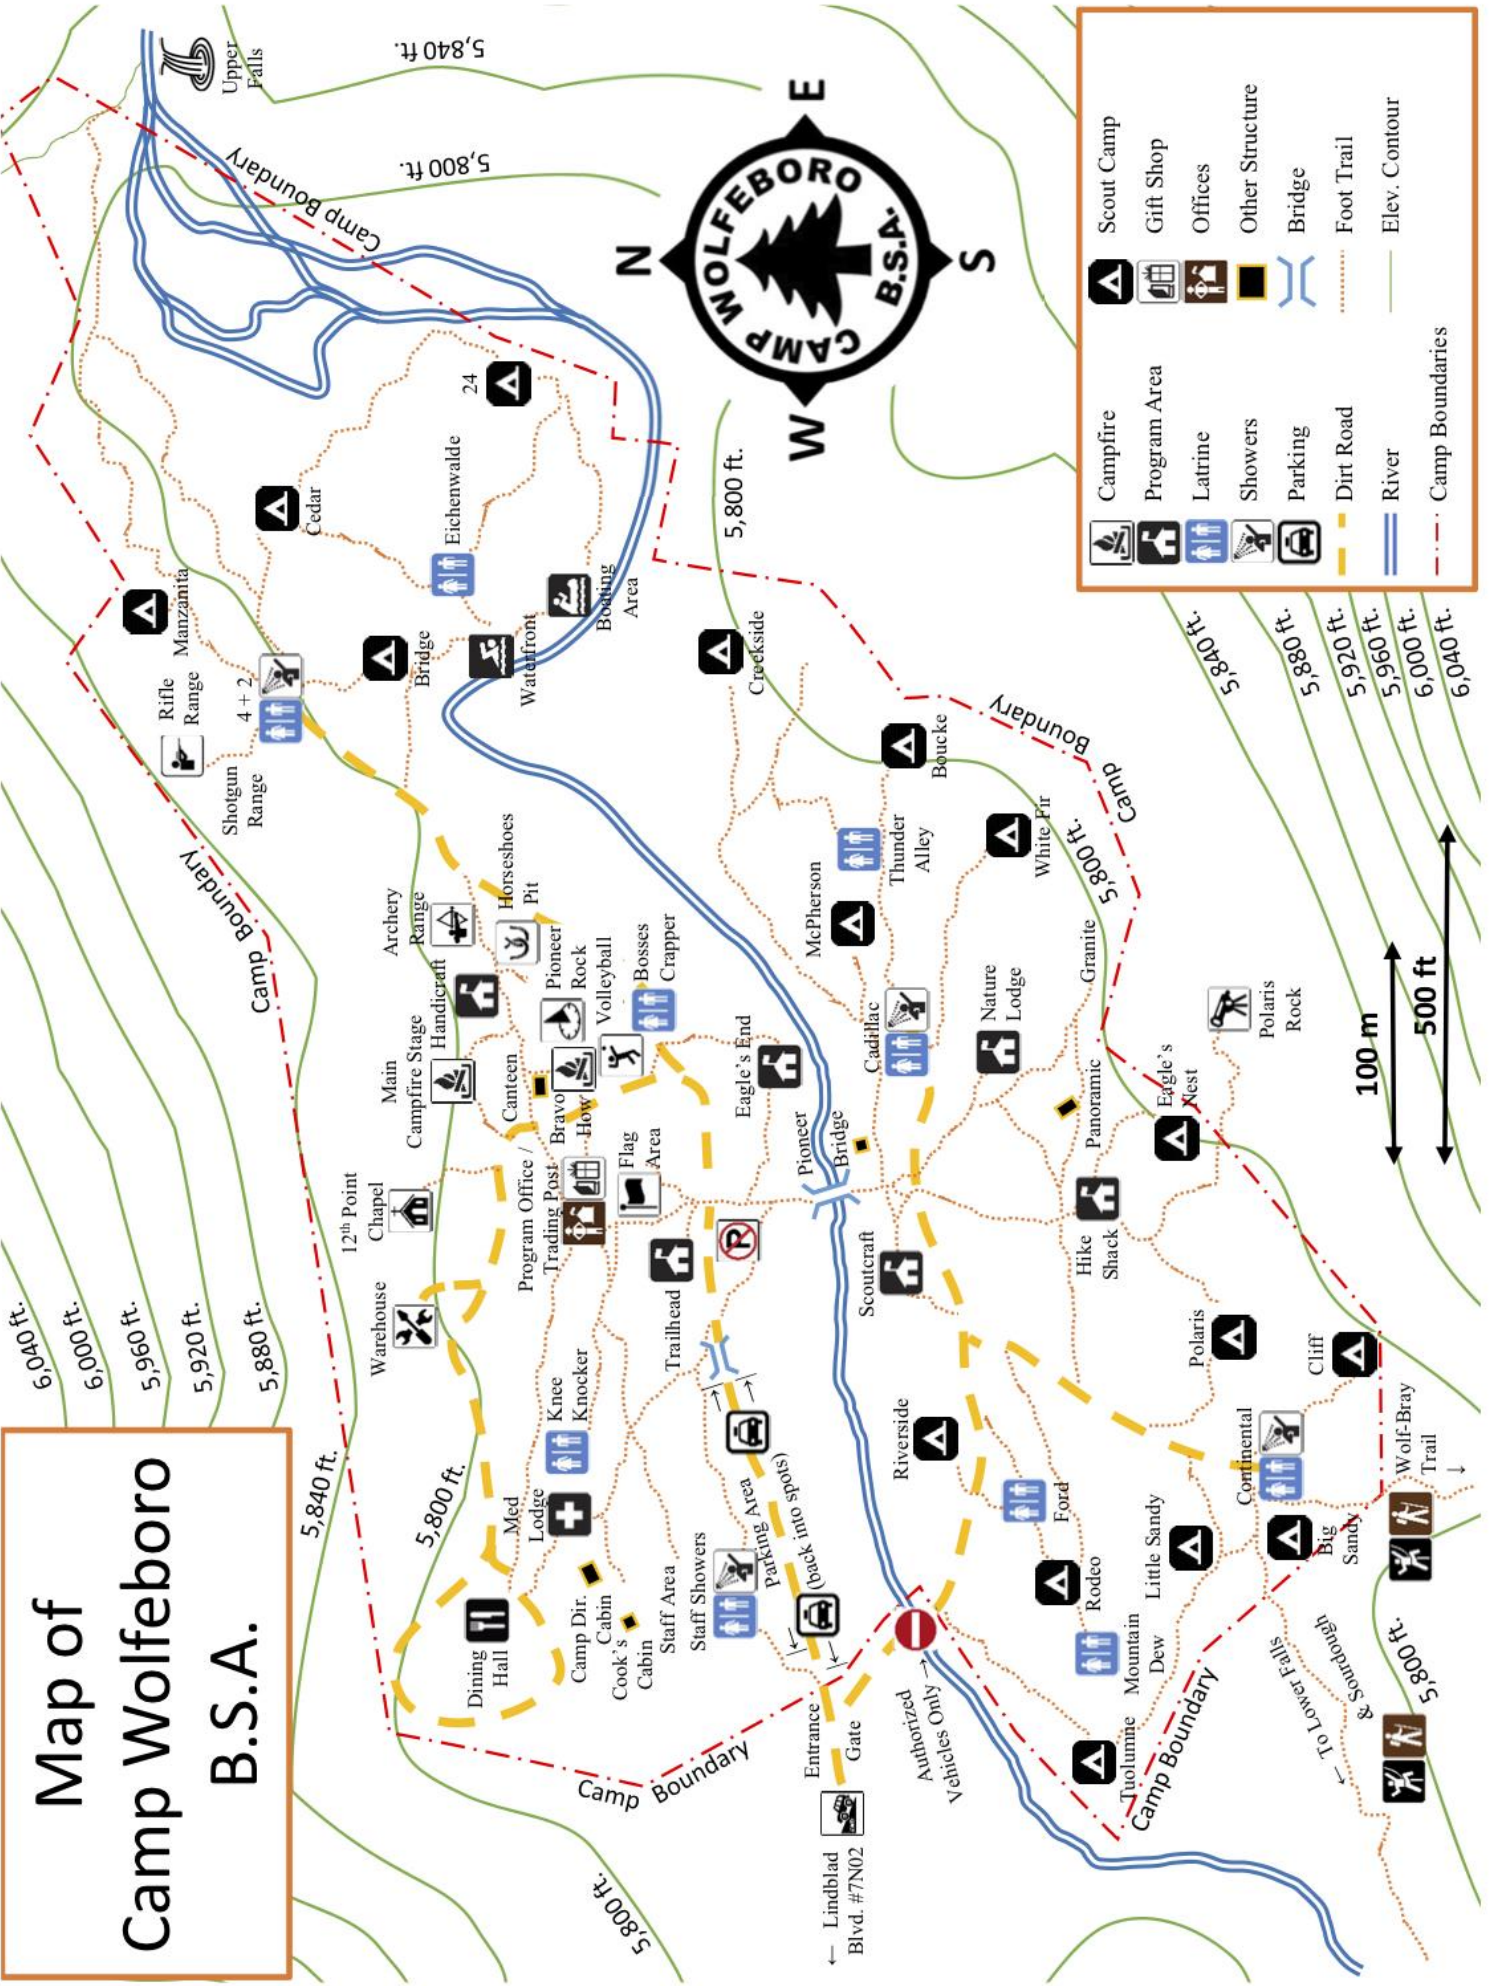 Map of
Camp Wolfeboro
B.S.A.
6,040 ft.
6,000 ft.
5,960 ft.
5,920 ft.
5,880 ft.
5,840 ft.
5,800 ft.
5,800 ft.
Camp Boundary
Camp Boundary
Camp Boundary
5,800 ft.
5,840 ft.
Upper
Falls
Manzanita
Rifle
Range
4 + 2
Shotgun
Range
Cedar
24
Eichenwalde
Bridge
Waterfront
Boating
Area
Archery
Range
Horseshoes
Pit
Handicraft
Pioneer
Rock
Volleyball
Bosses
Crapper
Main
Campfire Stage
Canteen
Bravo
How
12th Point
Chapel
Program Office /
Trading Post
Flag
Area
Eagle's End
Warehouse
Trailhead
Knee
Knocker
Med
Lodge
Dining
Hall
Camp Dir.
Cabin
Cook's
Cabin
Staff Area
Staff Showers
Parking Area
(back into spots)
Entrance
Gate
← Lindblad
Blvd. #7N02
Authorized
Vehicles Only →
Pioneer
Bridge
Creekside
5,800 ft.
Boucke
Thunder
Alley
McPherson
White Fir
5,800 ft.
Camp Boundary
Cadillac
Nature
Lodge
Granite
Panoramic
Eagle's
Nest
Polaris
Rock
Scoutcraft
Hike
Shack
Polaris
Cliff
Riverside
Ford
Rodeo
Continental
Little Sandy
Big
Sandy
Wolf-Bray
Trail
↓
Mountain
Dew
Tuolumne
Camp Boundary
← To Lower Falls
& Sourdough
5,800 ft.
100 m
500 ft
5,840 ft.
5,880 ft.
5,920 ft.
5,960 ft.
6,000 ft.
6,040 ft.
N
E
S
W
CAMP WOLFEBORO
B.S.A.
Campfire
Program Area
Latrine
Showers
Parking
Dirt Road
River
Camp Boundaries
Scout Camp
Gift Shop
Offices
Other Structure
Bridge
Foot Trail
Elev. Contour